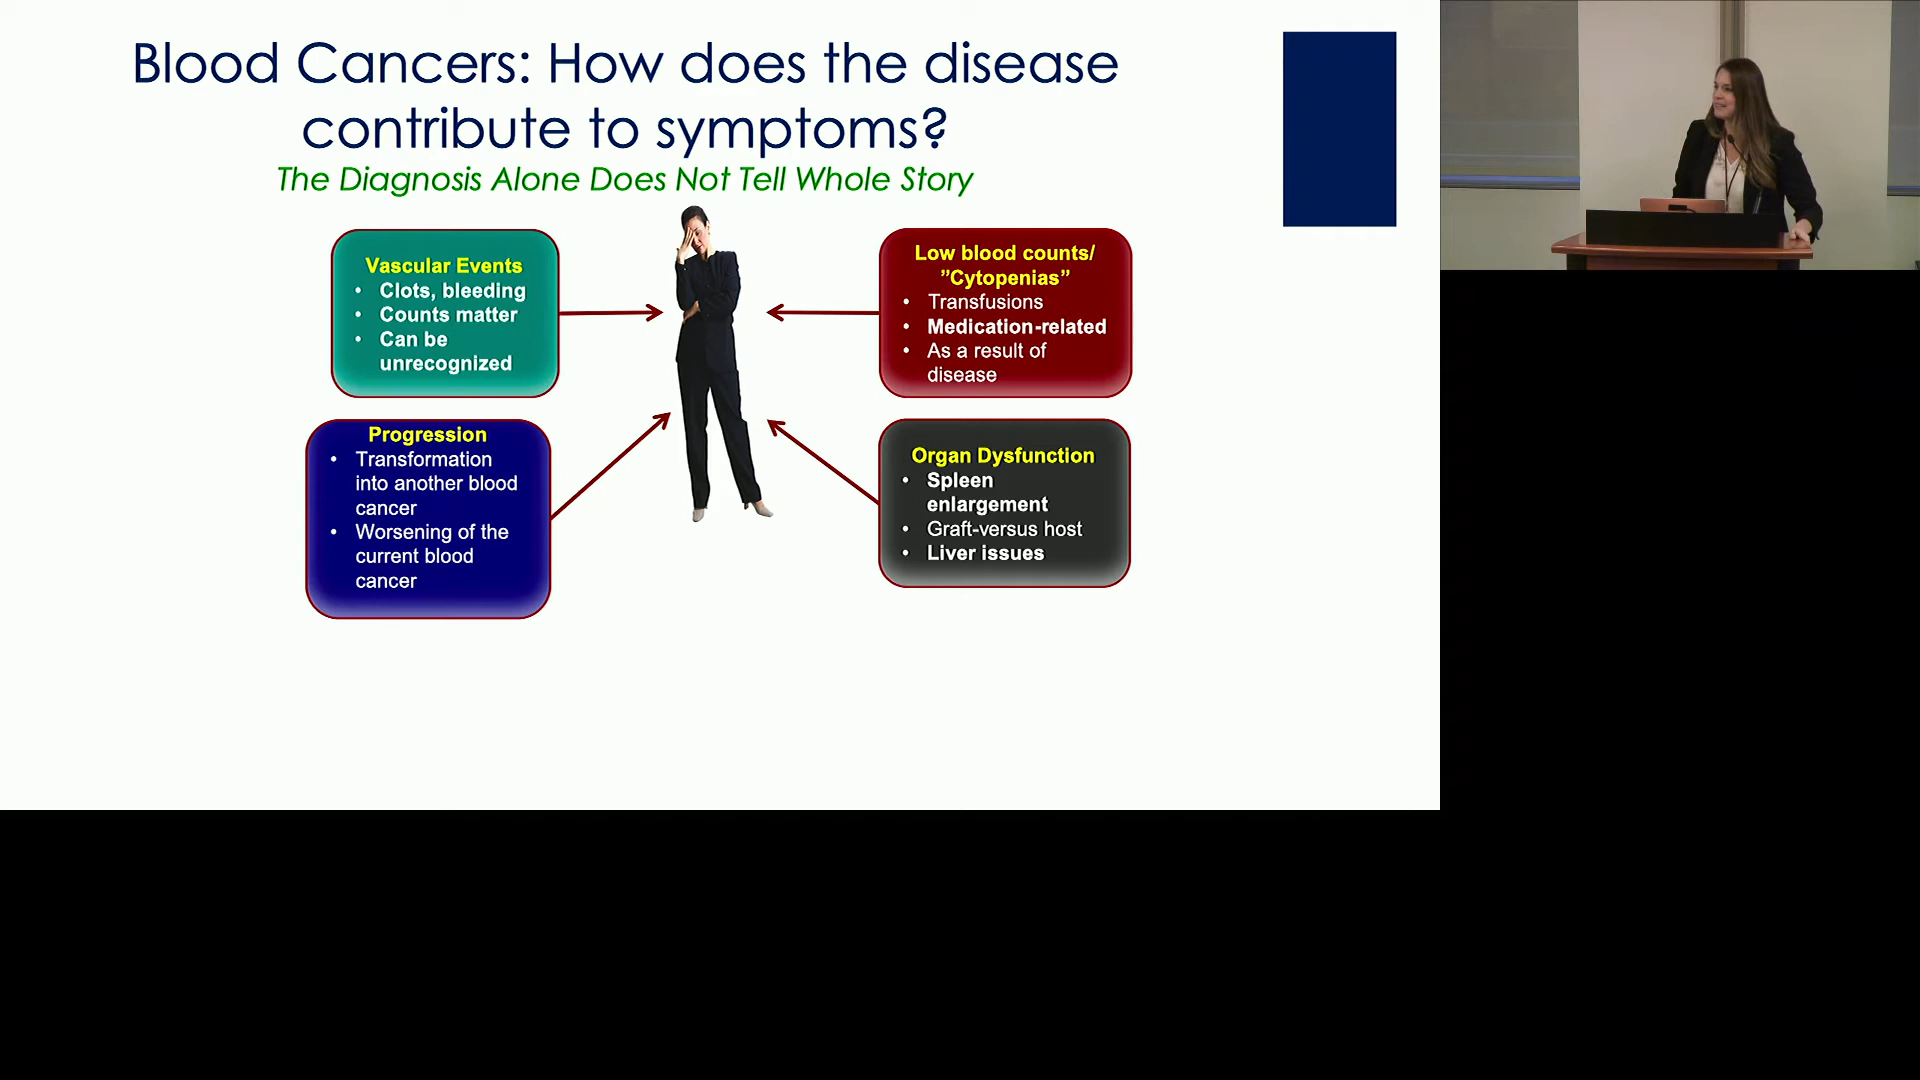 Blood Cancers: How does the disease
contribute to symptoms?
The Diagnosis Alone Does Not Tell Whole Story
Vascular Events
• Clots, bleeding
• Counts matter
• Can be
unrecognized
Low blood counts/
”Cytopenias”
• Transfusions
• Medication-related
• As a result of
disease
Progression
• Transformation
into another blood
cancer
• Worsening of the
current blood
cancer
Organ Dysfunction
• Spleen
enlargement
• Graft-versus host
• Liver issues